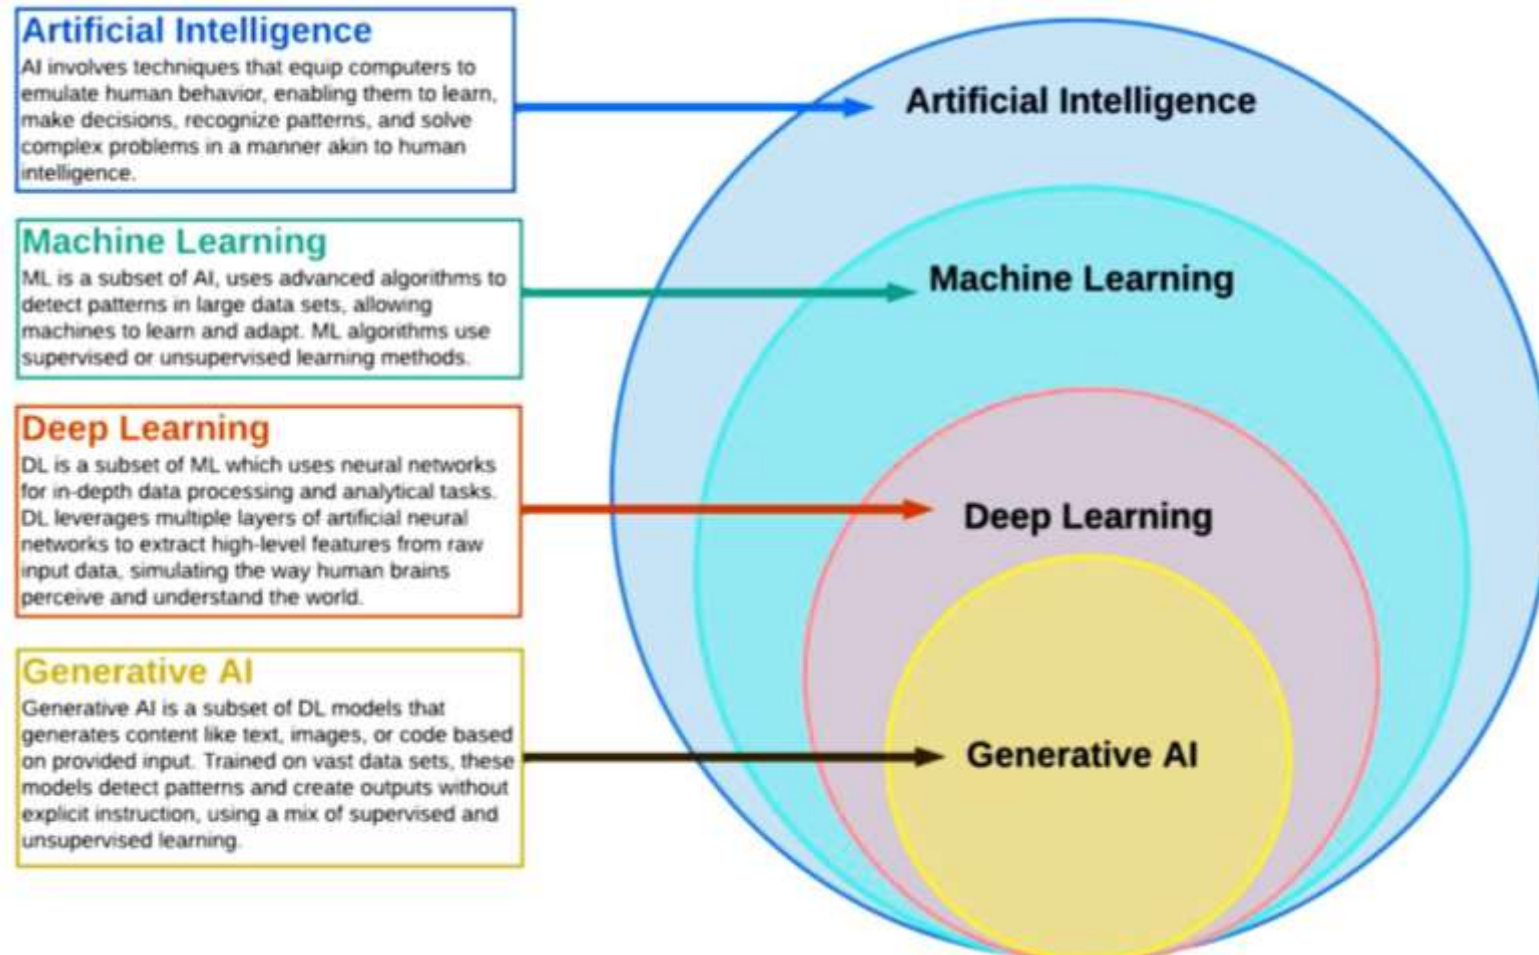 Artificial Intelligence
AI involves techniques that equip computers to
emulate human behavior, enabling them to learn,
make decisions, recognize patterns, and solve
complex problems in a manner akin to human
intelligence.
Machine Learning
ML is a subset of AI, uses advanced algorithms to
detect patterns in large data sets, allowing
machines to learn and adapt. ML algorithms use
supervised or unsupervised learning methods.
Deep Learning
DL is a subset of ML which uses neural networks
for in-depth data processing and analytical tasks.
DL leverages multiple layers of artificial neural
networks to extract high-level features from raw
input data, simulating the way human brains
perceive and understand the world.
Generative AI
Generative AI is a subset of DL models that
generates content like text, images, or code based
on provided input. Trained on vast data sets, these
models detect patterns and create outputs without
explicit instruction, using a mix of supervised and
unsupervised learning.
Artificial Intelligence
Machine Learning
Deep Learning
Generative AI